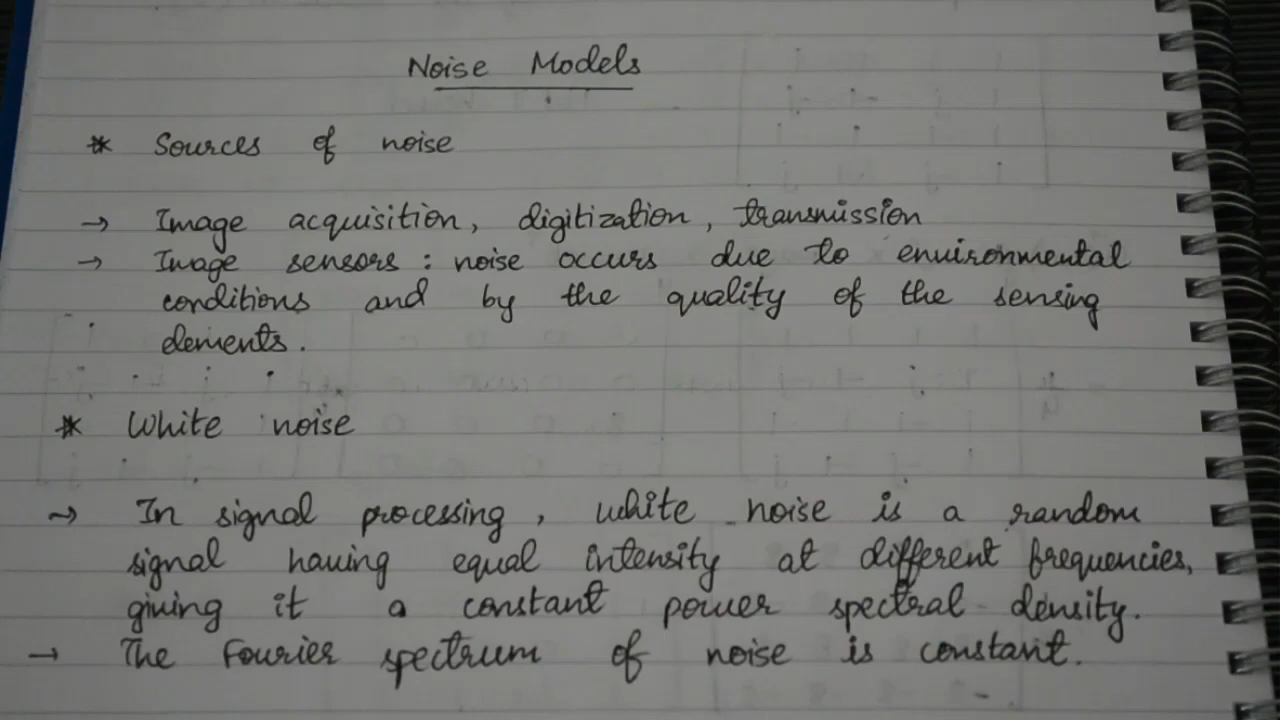 Noise Models
* Sources of noise
→ Image acquisition, digitization, transmission
→ Image sensors : noise occurs due to environmental
conditions and by the quality of the sensing
elements.
* White noise
→ In signal processing, white noise is a random
signal having equal intensity at different frequencies,
giving it a constant power spectral density.
→ The Fourier spectrum of noise is constant.